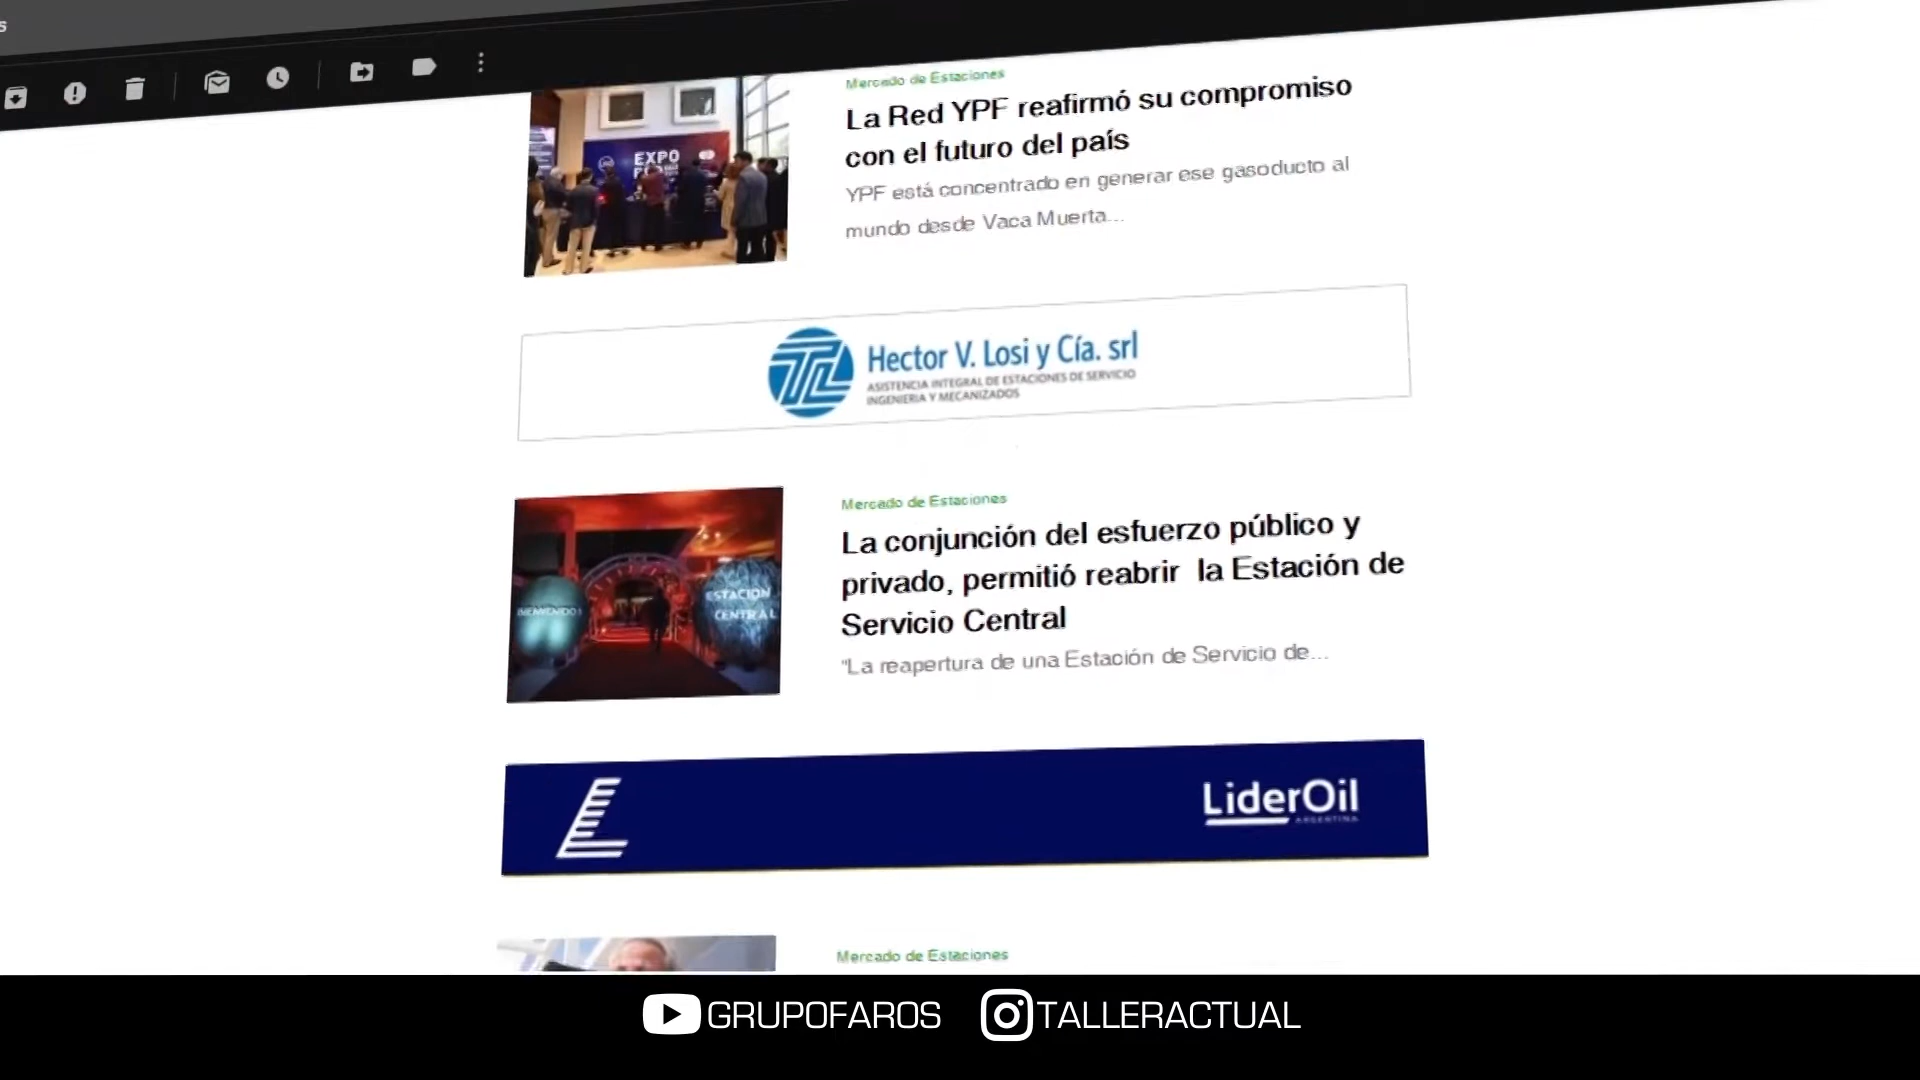 s
Mercado de Estaciones
La Red YPF reafirmó su compromiso
con el futuro del país
YPF está concentrado en generar ese gasoducto al
mundo desde Vaca Muerta...
EXPO
Hector V. Losi y Cía. srl
ASISTENCIA INTEGRAL DE ESTACIONES DE SERVICIO
INGENIERIA Y MECANIZADOS
Mercado de Estaciones
La conjunción del esfuerzo público y
privado, permitió reabrir la Estación de
Servicio Central
"La reapertura de una Estación de Servicio de...
BIENVENIDOS
ESTACION
CENTRAL
LiderOil
ARGENTINA
Mercado de Estaciones
GRUPOFAROS
TALLERACTUAL